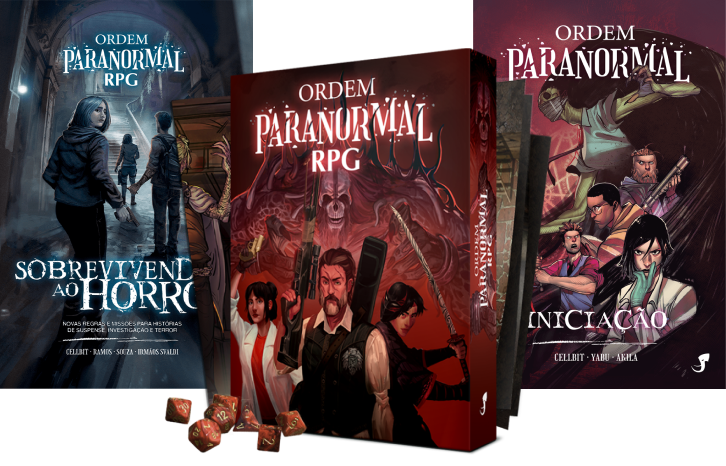 ORDEM
PARANORMAL
RPG
SOBREVIVEND
AO HORRO
NOVAS REGRAS E MISSÕES PARA HISTÓRIAS
DE SUSPENSE, INVESTIGAÇÃO E TERROR
CELLBIT · RAMOS · SOUZA · IRMÃOS SVALDI
ORDEM
PARANORMAL
RPG
ORDEM
PARANORMAL
RPG
ORDEM
PARANORMAL
INICIAÇÃO
CELLBIT · YABU · AKILA
12